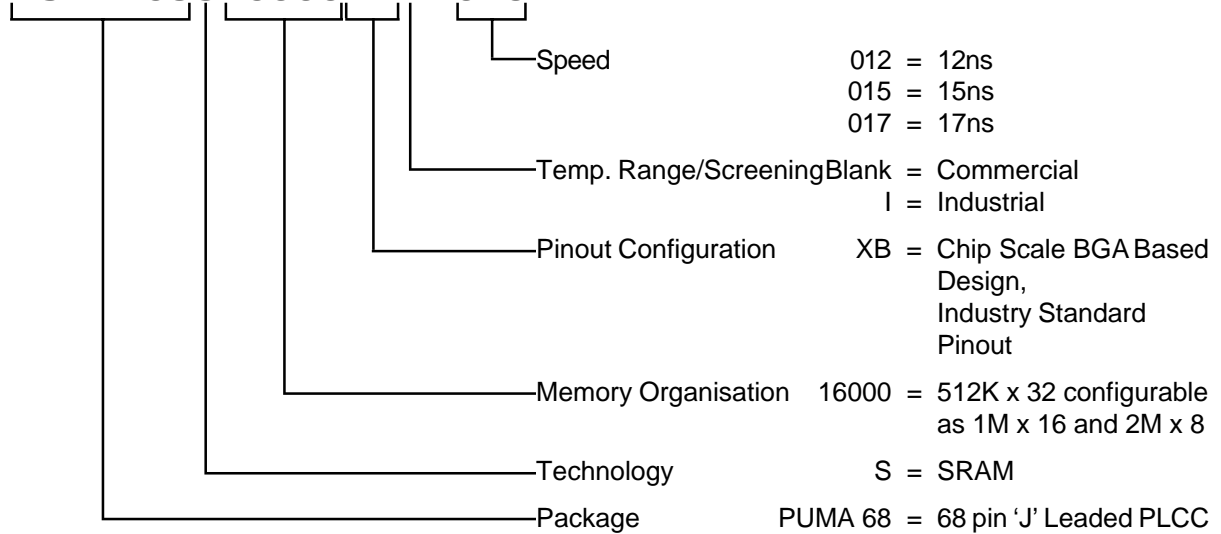 Speed 012 = 12ns
015 = 15ns
017 = 17ns
Temp. Range/ScreeningBlank = Commercial
I = Industrial
Pinout Configuration XB = Chip Scale BGA Based
Design,
Industry Standard
Pinout
Memory Organisation 16000 = 512K x 32 configurable
as 1M x 16 and 2M x 8
Technology S = SRAM
Package PUMA 68 = 68 pin ‘J’ Leaded PLCC